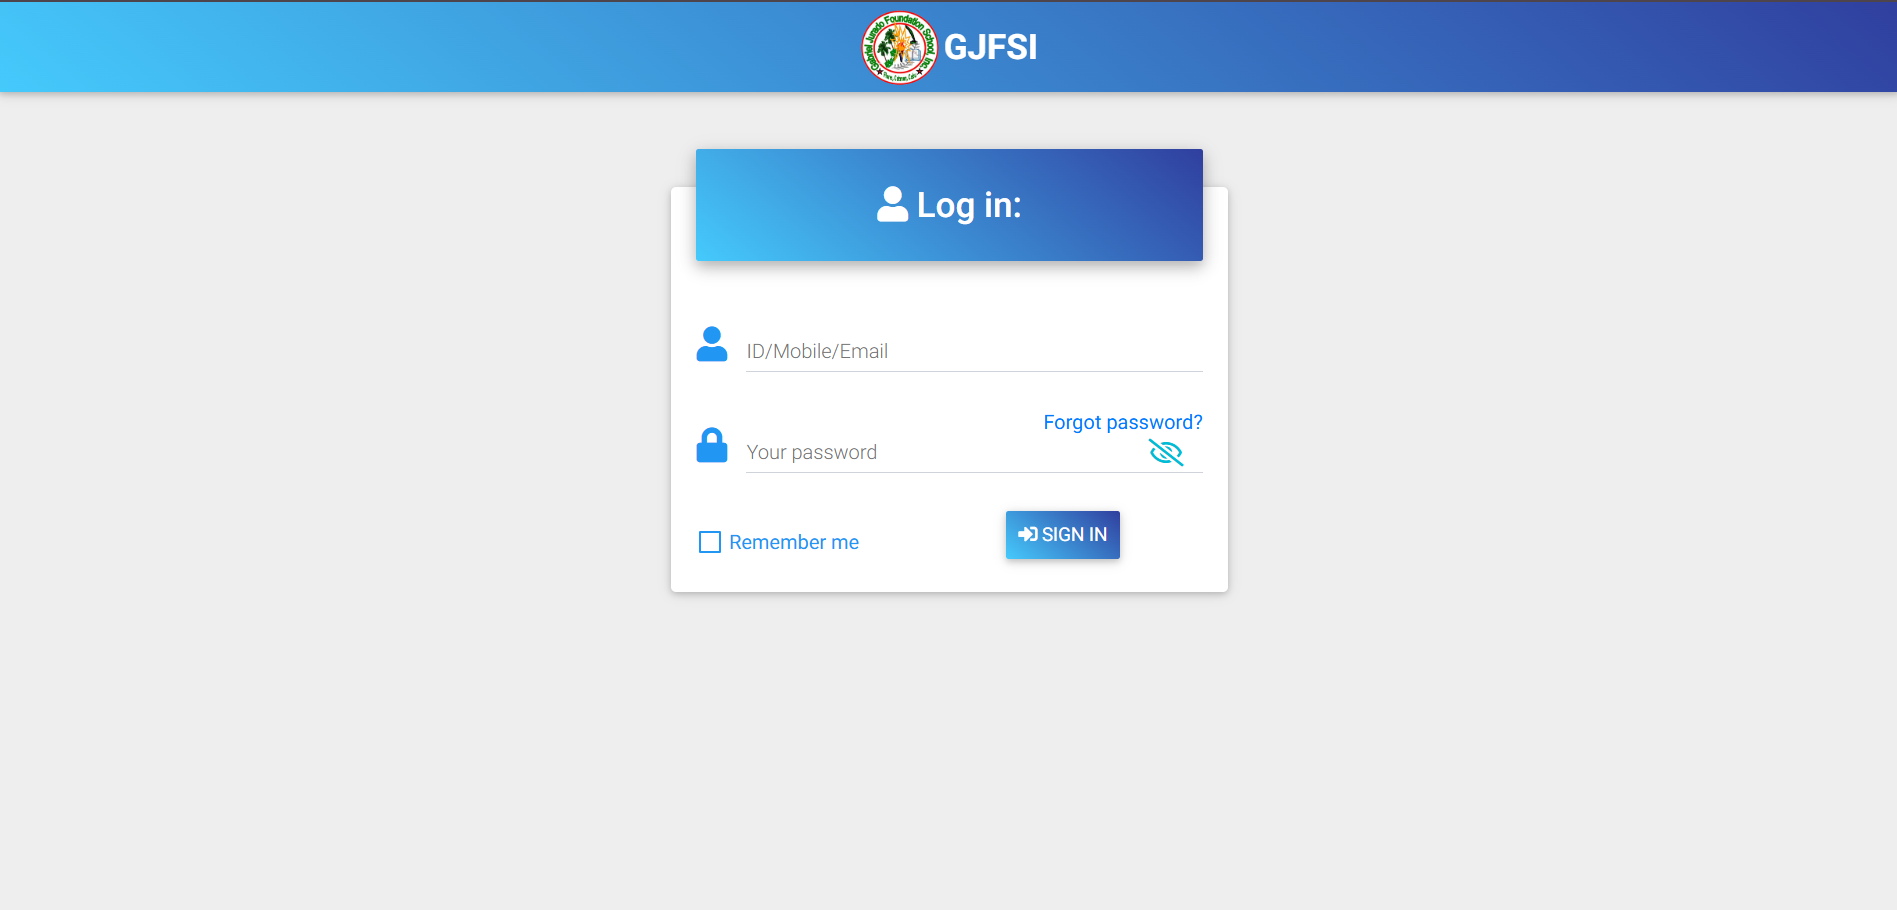 Gabriel Jurado Foundation School Inc.
GJFSI
Log in:
ID/Mobile/Email
Forgot password?
Your password
Remember me
SIGN IN